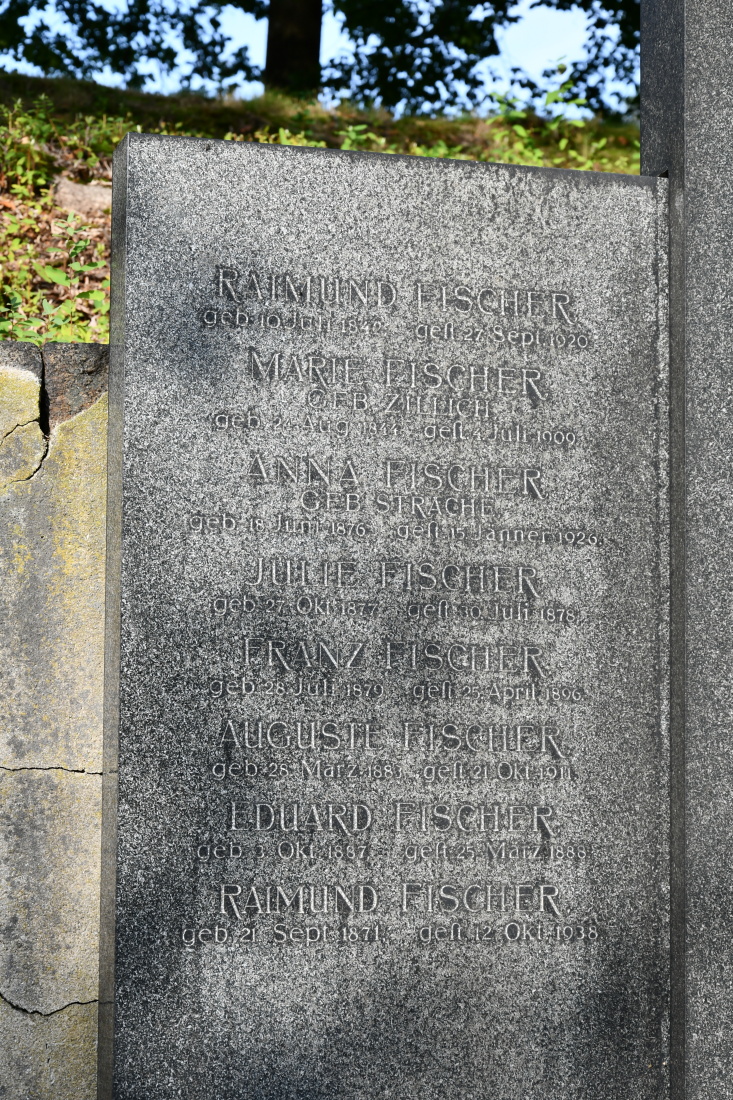 RAIMUND FISCHER.
geb. 10. Juli 1849. gest. 27. Sept. 1920.
MARIE FISCHER.
GEB. ZILLICH.
geb. 24. Aug. 1844. gest. 4. Juli 1909.
ANNA FISCHER.
GEB. STRACHE.
geb. 18. Juni 1876. gest. 15. Jänner 1926.
JULIE FISCHER.
geb. 27. Okt. 1877. gest. 30. Juli 1878.
FRANZ FISCHER.
geb. 28. Juli 1879. gest. 25. April 1896.
AUGUSTE FISCHER.
geb. 28. März 1883. gest. 21. Okt. 1911.
EDUARD FISCHER.
geb. 3. Okt. 1887. gest. 25. März 1888.
RAIMUND FISCHER.
geb. 21. Sept. 1871. gest. 12. Okt. 1938.